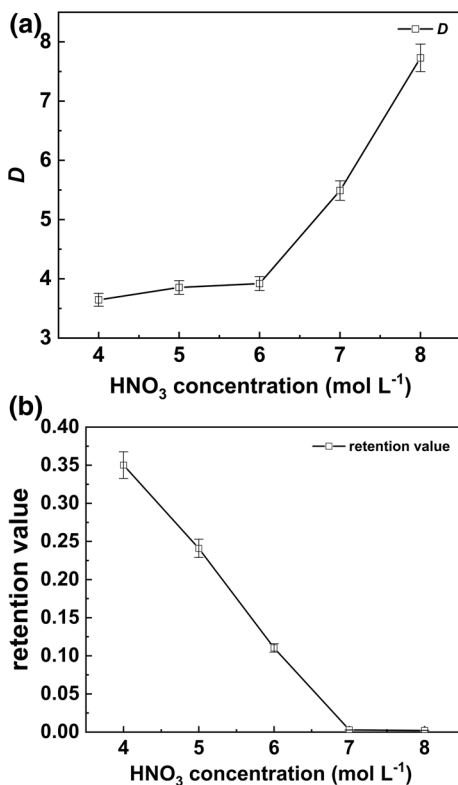 (a)
D
8
7
6
5
4
3
D
4 5 6 7 8
HNO₃ concentration (mol L⁻¹)
(b)
retention value
0.40
0.35
0.30
0.25
0.20
0.15
0.10
0.05
0.00
retention value
4 5 6 7 8
HNO₃ concentration (mol L⁻¹)